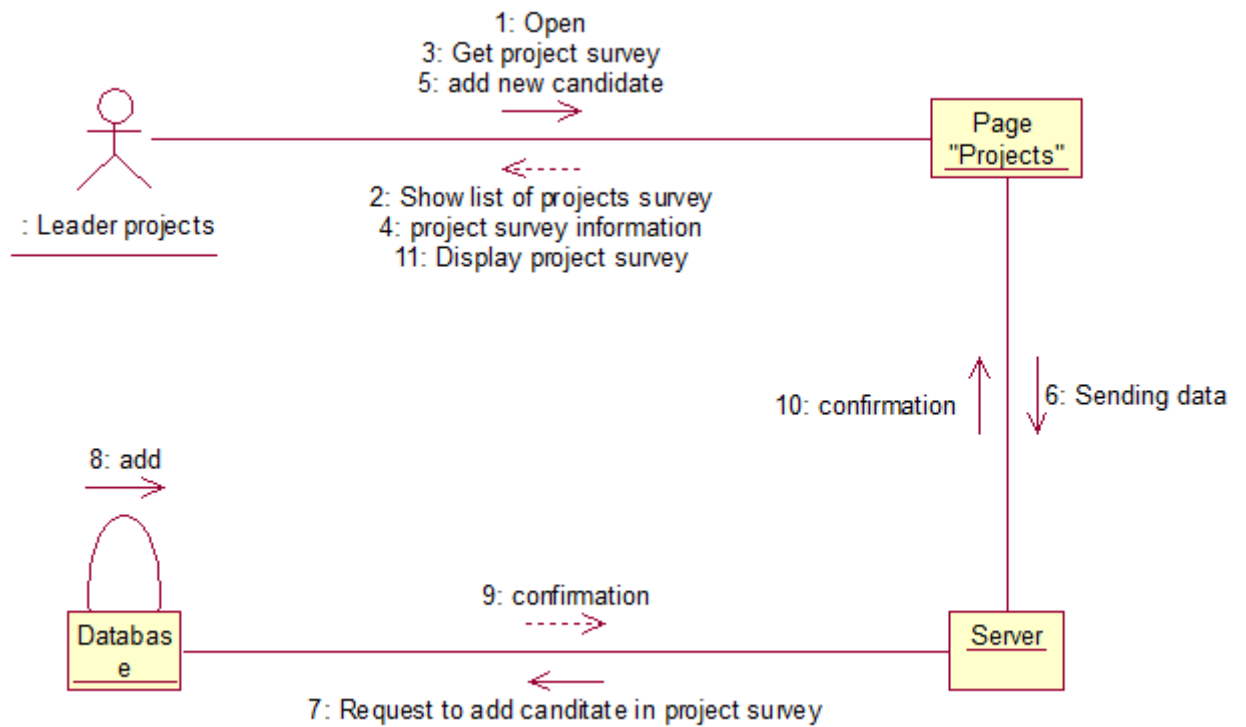 1: Open
3: Get project survey
5: add new candidate
Page
"Projects"
: Leader projects
2: Show list of projects survey
4: project survey information
11: Display project survey
10: confirmation
6: Sending data
8: add
9: confirmation
Databas
e
Server
7: Request to add canditate in project survey